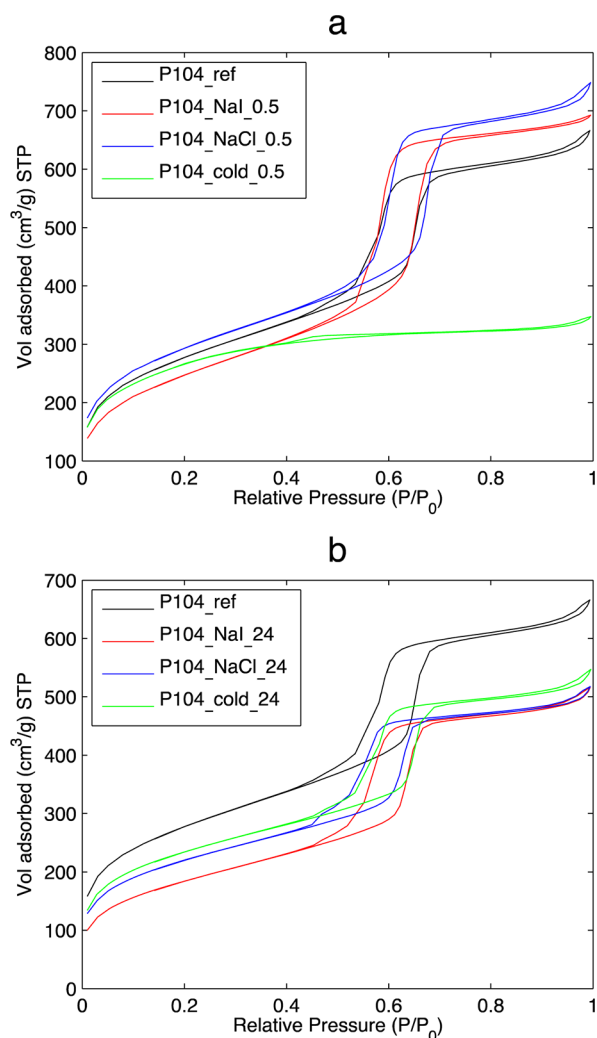 a
800
700
600
500
400
300
200
100
Vol adsorbed (cm³/g) STP
P104_ref
P104_NaI_0.5
P104_NaCl_0.5
P104_cold_0.5
0 0.2 0.4 0.6 0.8 1
Relative Pressure (P/P₀)
b
700
600
500
400
300
200
100
0
Vol adsorbed (cm³/g) STP
P104_ref
P104_NaI_24
P104_NaCl_24
P104_cold_24
0 0.2 0.4 0.6 0.8 1
Relative Pressure (P/P₀)